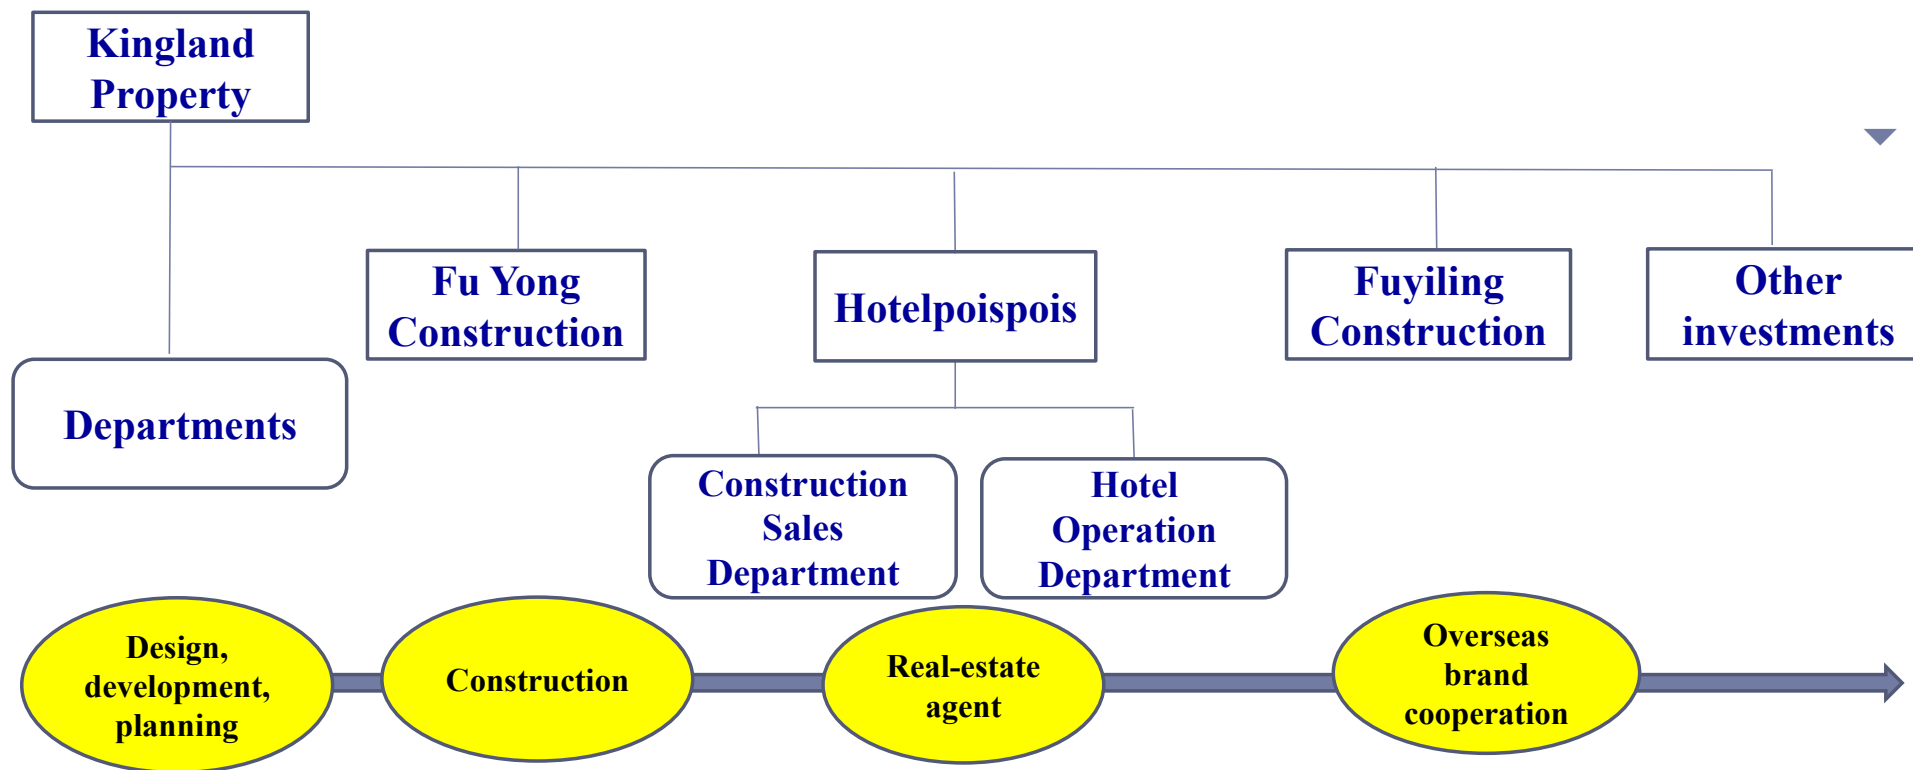 Kingland
Property
Fu Yong
Construction
Hotelpoispois
Fuyiling
Construction
Other
investments
Departments
Construction
Sales
Department
Hotel
Operation
Department
Design,
development,
planning
Construction
Real-estate
agent
Overseas
brand
cooperation